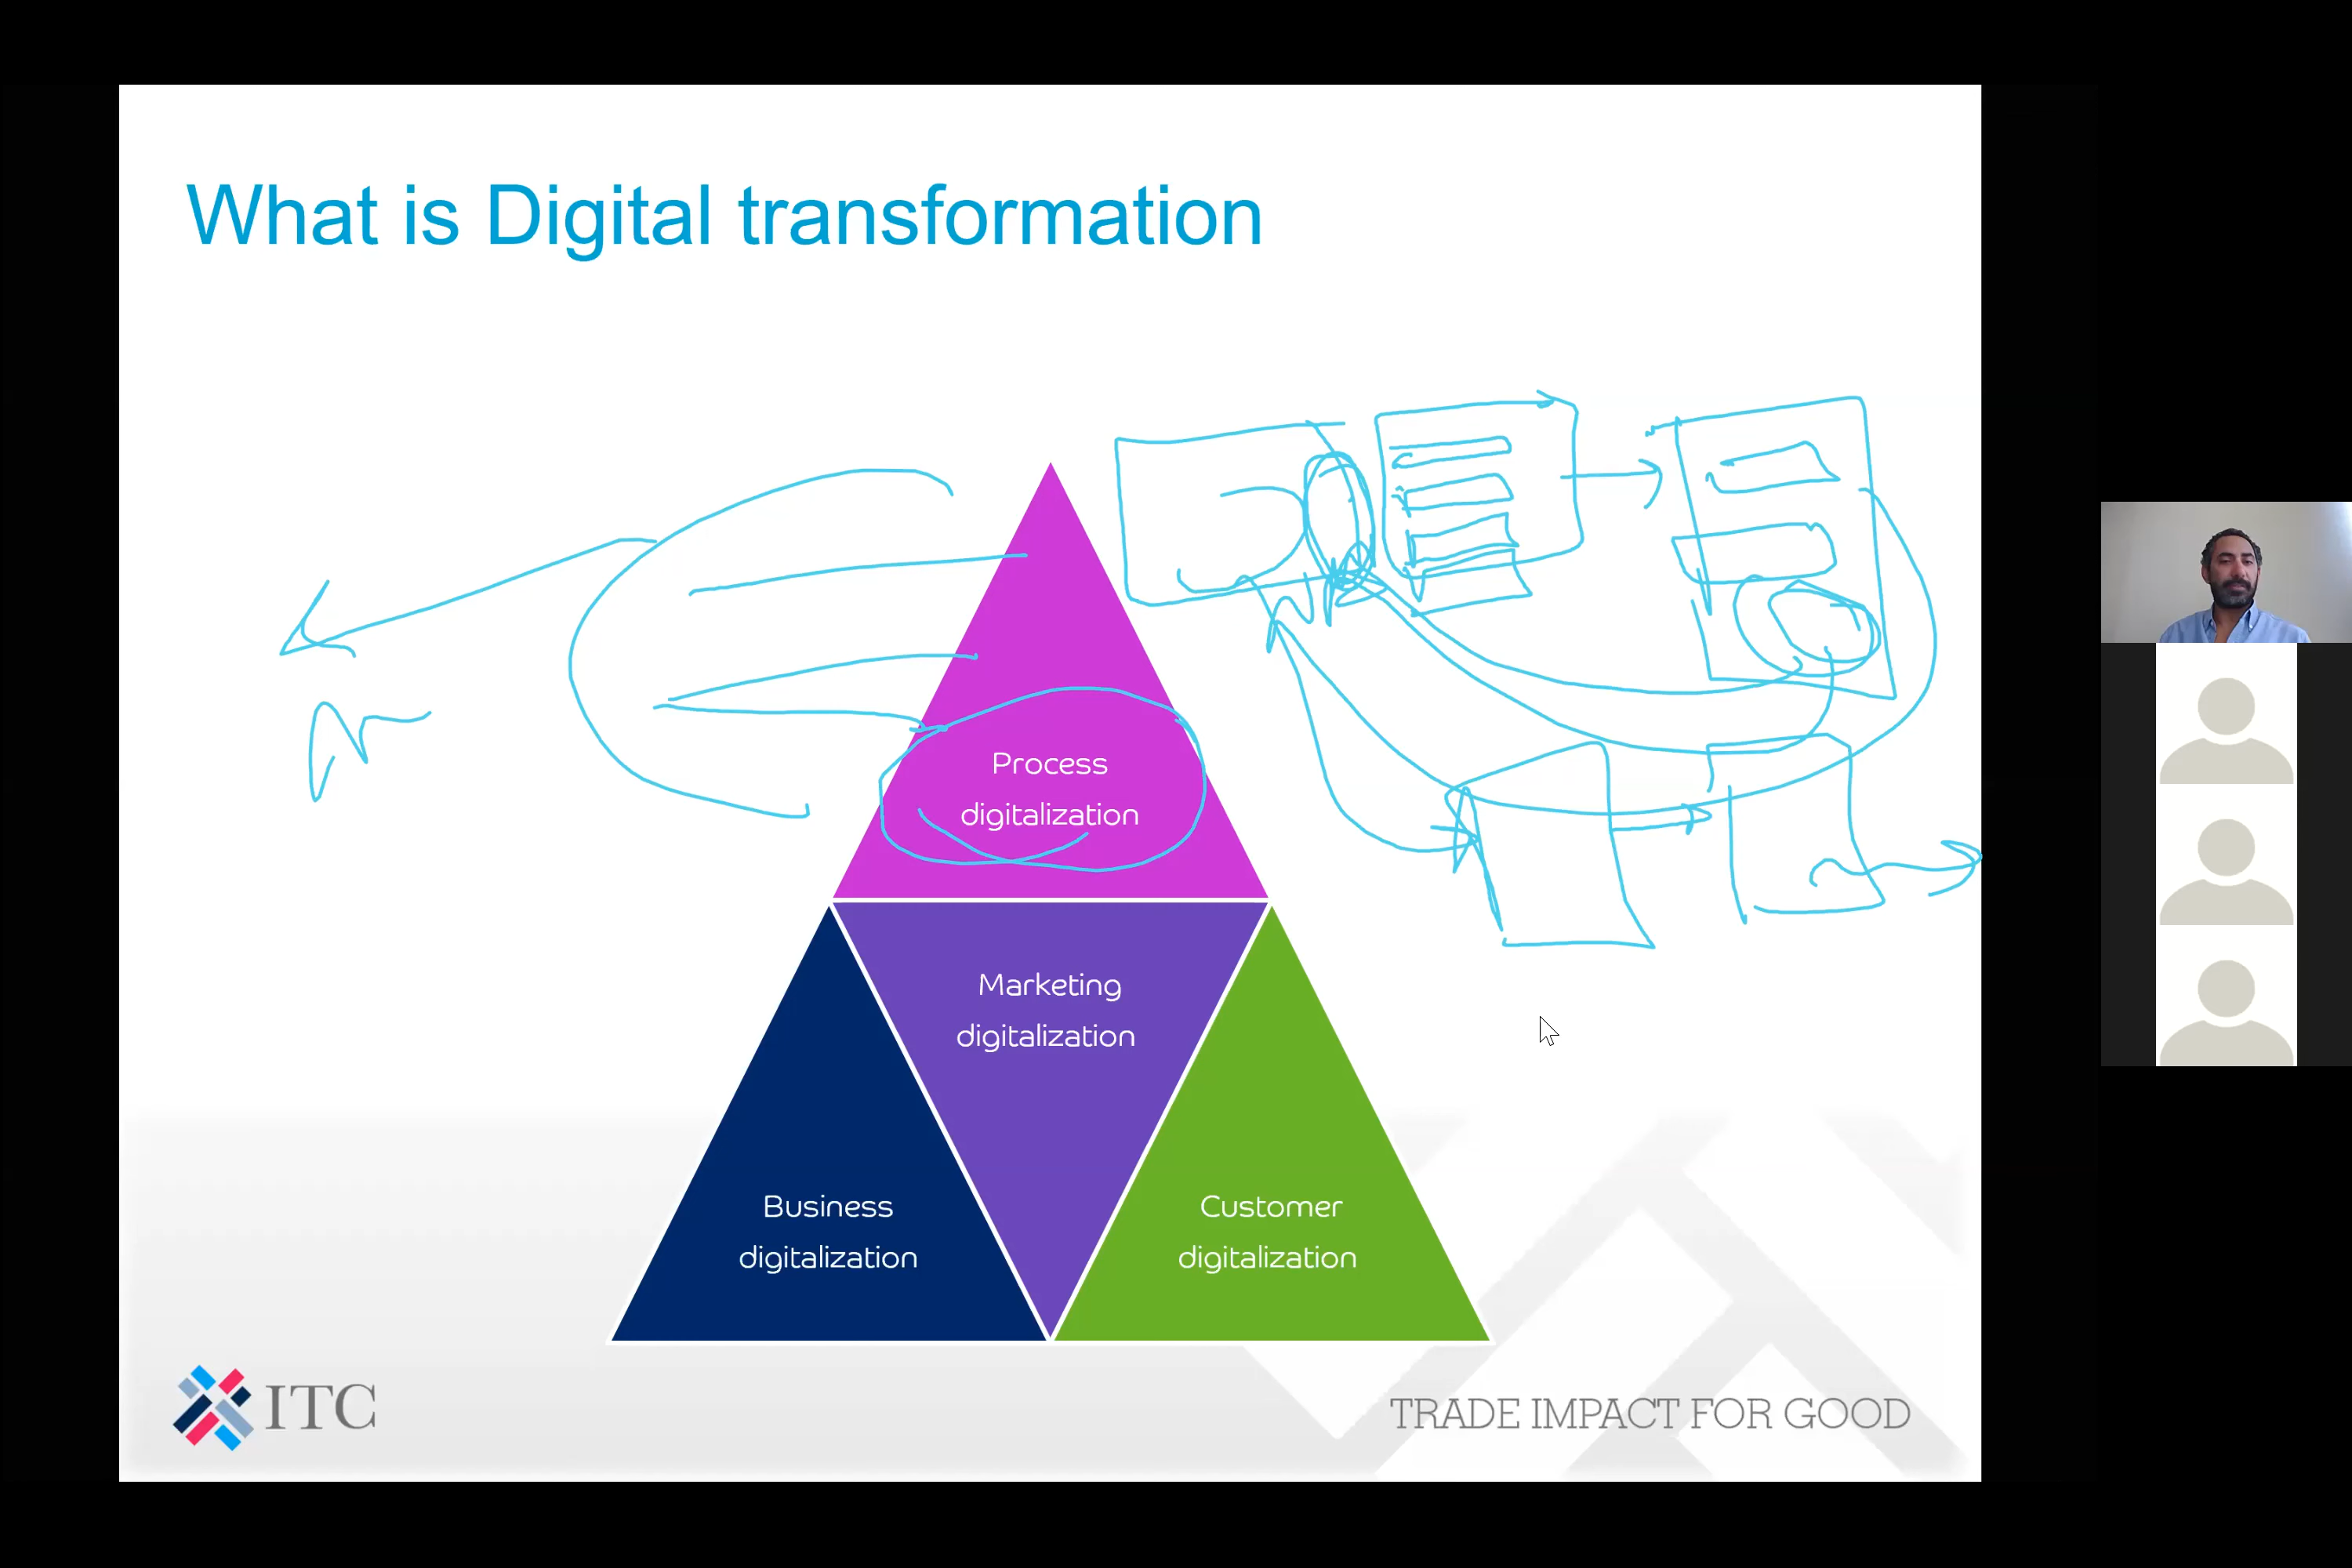 What is Digital transformation
Process
digitalization
Marketing
digitalization
Business
digitalization
Customer
digitalization
ITC
TRADE IMPACT FOR GOOD